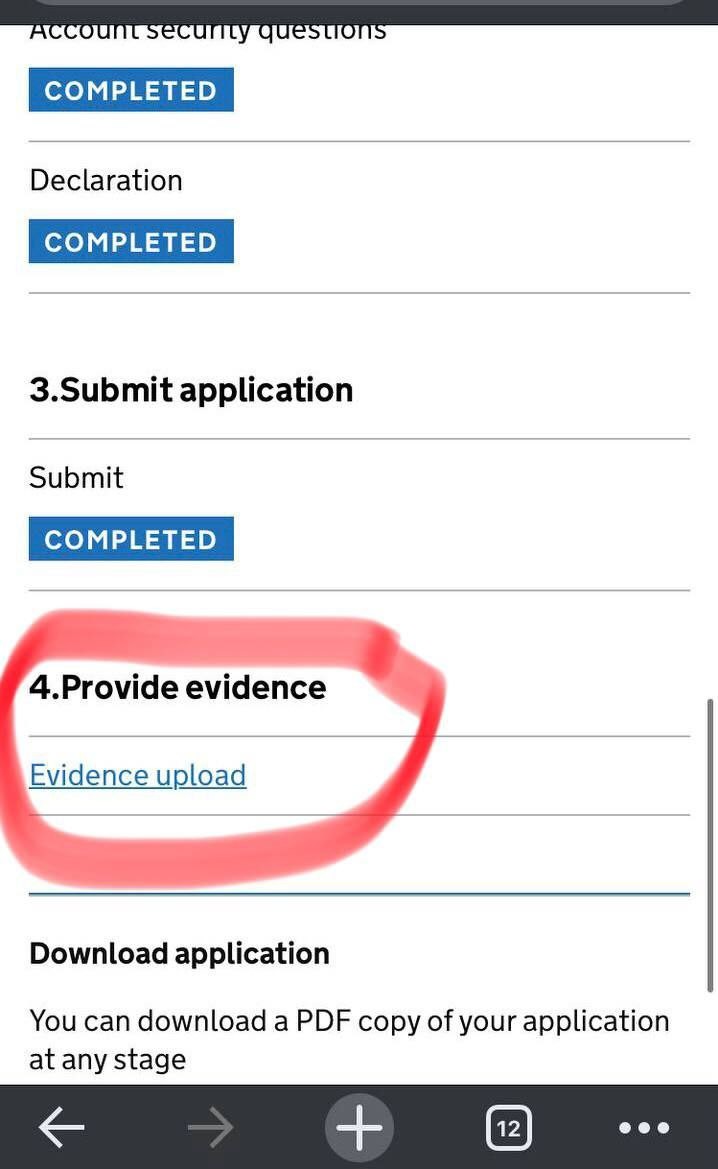 Account security questions
COMPLETED
Declaration
COMPLETED
3.Submit application
Submit
COMPLETED
4.Provide evidence
Evidence upload
Download application
You can download a PDF copy of your application
at any stage
12